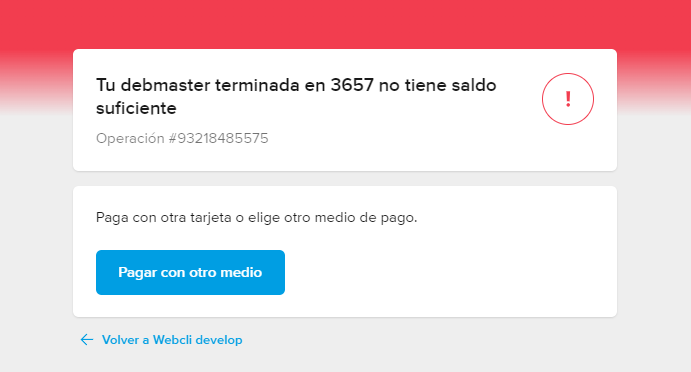 Tu debmaster terminada en 3657 no tiene saldo
suficiente
!
Operación #93218485575
Paga con otra tarjeta o elige otro medio de pago.
Pagar con otro medio
← Volver a Webcli develop